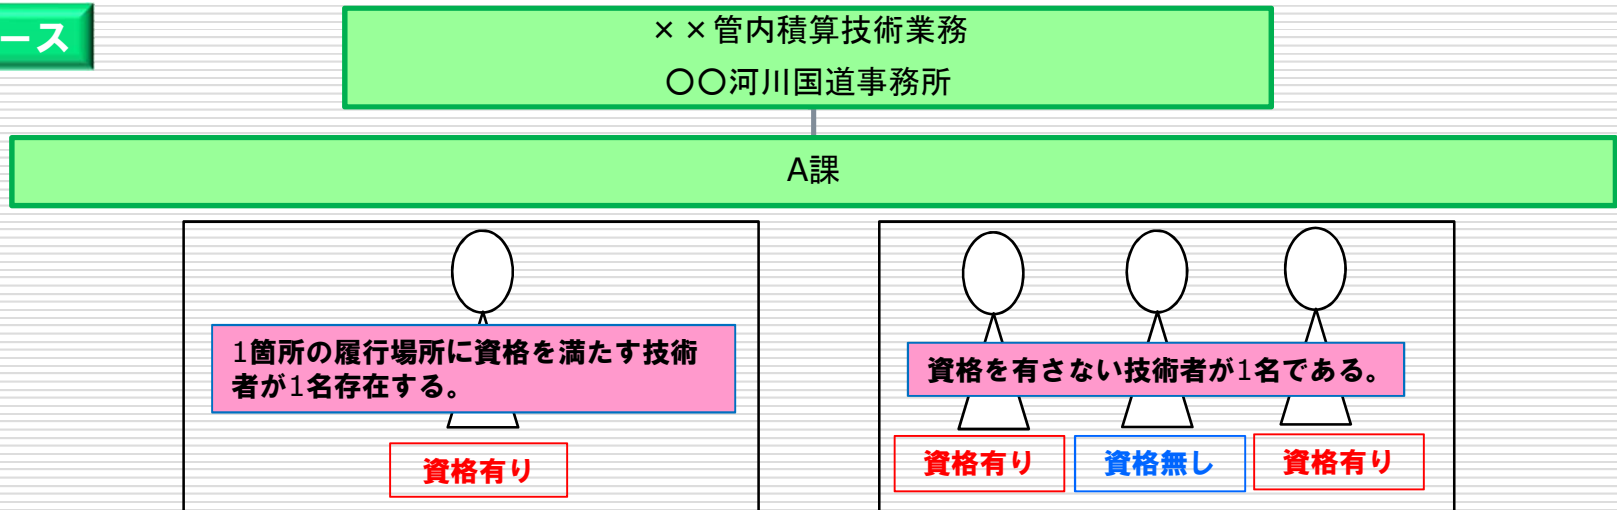 ース
××管内積算技術業務
〇〇河川国道事務所
A課
1箇所の履行場所に資格を満たす技術
者が1名存在する。
資格有り
資格を有さない技術者が1名である。
資格有り
資格無し
資格有り